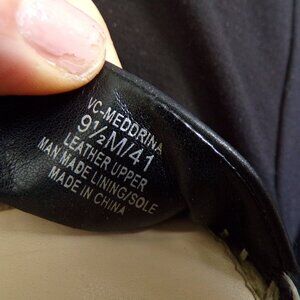 VC-MEDDRINA
9½M/41
LEATHER UPPER
MAN MADE LINING/SOLE
MADE IN CHINA